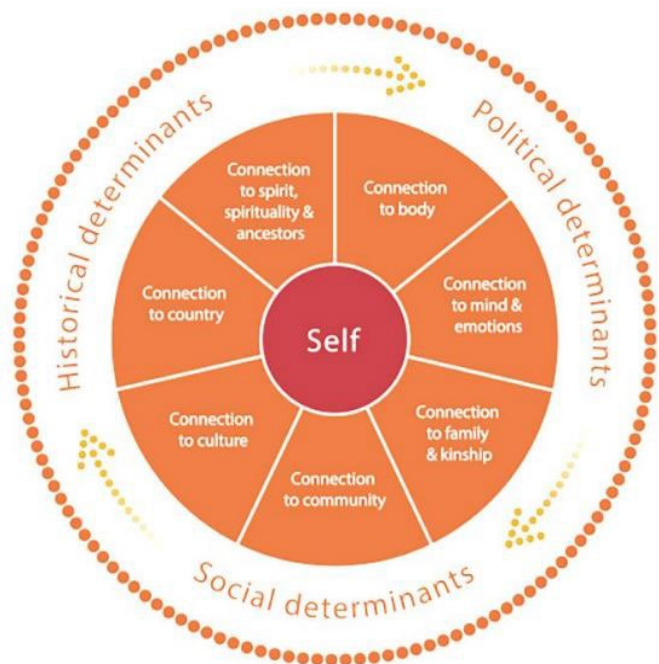 Historical determinants
Political determinants
Social determinants
Connection
to spirit,
spirituality &
ancestors
Connection
to body
Connection
to mind &
emotions
Connection
to family
& kinship
Connection
to community
Connection
to culture
Connection
to country
Self